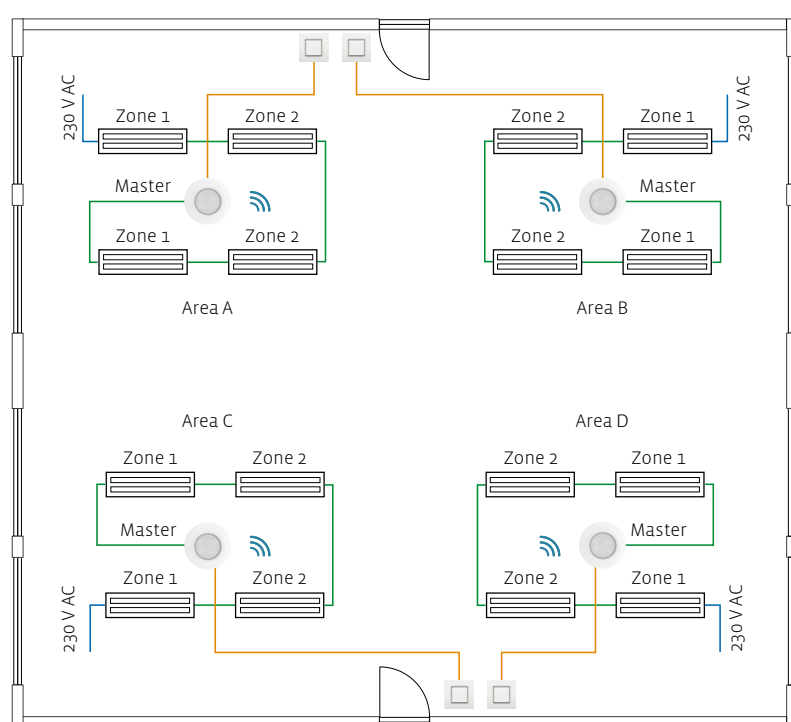 230 V AC
Zone 1
Zone 2
Zone 2
Zone 1
230 V AC
Master
Master
Zone 1
Zone 2
Zone 2
Zone 1
Area A
Area B
Area C
Area D
Zone 1
Zone 2
Zone 2
Zone 1
Master
Master
230 V AC
Zone 1
Zone 2
Zone 2
Zone 1
230 V AC